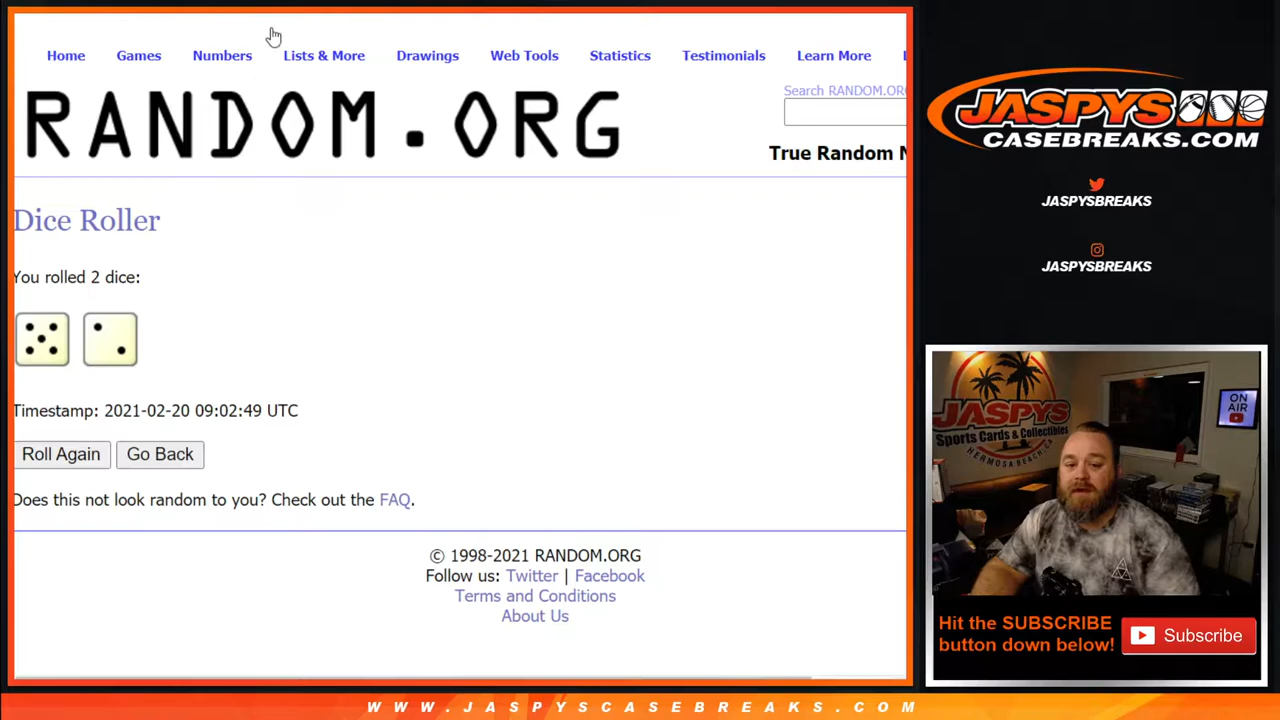 Home Games Numbers Lists & More Drawings Web Tools Statistics Testimonials Learn More
RANDOM.ORG
Search RANDOM.ORG
True Random
Dice Roller
You rolled 2 dice:
Timestamp: 2021-02-20 09:02:49 UTC
Roll Again Go Back
Does this not look random to you? Check out the FAQ.
© 1998-2021 RANDOM.ORG
Follow us: Twitter | Facebook
Terms and Conditions
About Us
JASPYS
CASEBREAKS.COM
JASPYSBREAKS
JASPYSBREAKS
JASPYS
Sports Cards & Collectibles
HERMOSA BEACH, CA
ON
AIR
Hit the SUBSCRIBE
button down below!
Subscribe
WWW.JASPYSCASEBREAKS.COM